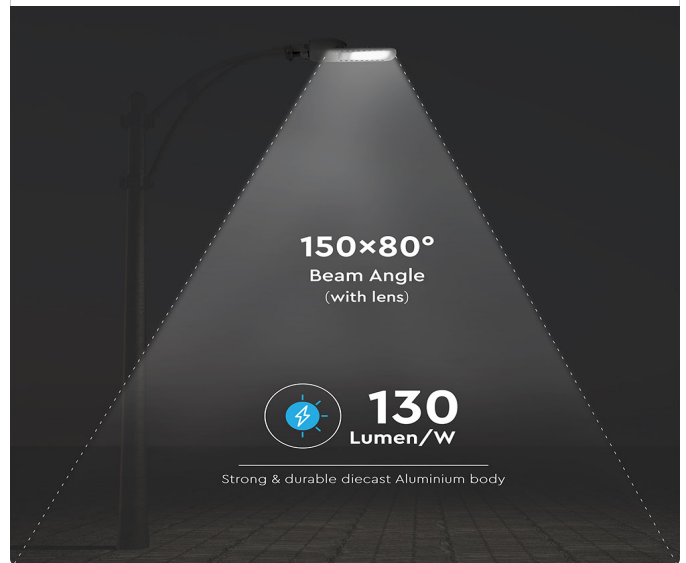 150×80°
Beam Angle
(with lens)
130
Lumen/W
Strong & durable diecast Aluminium body